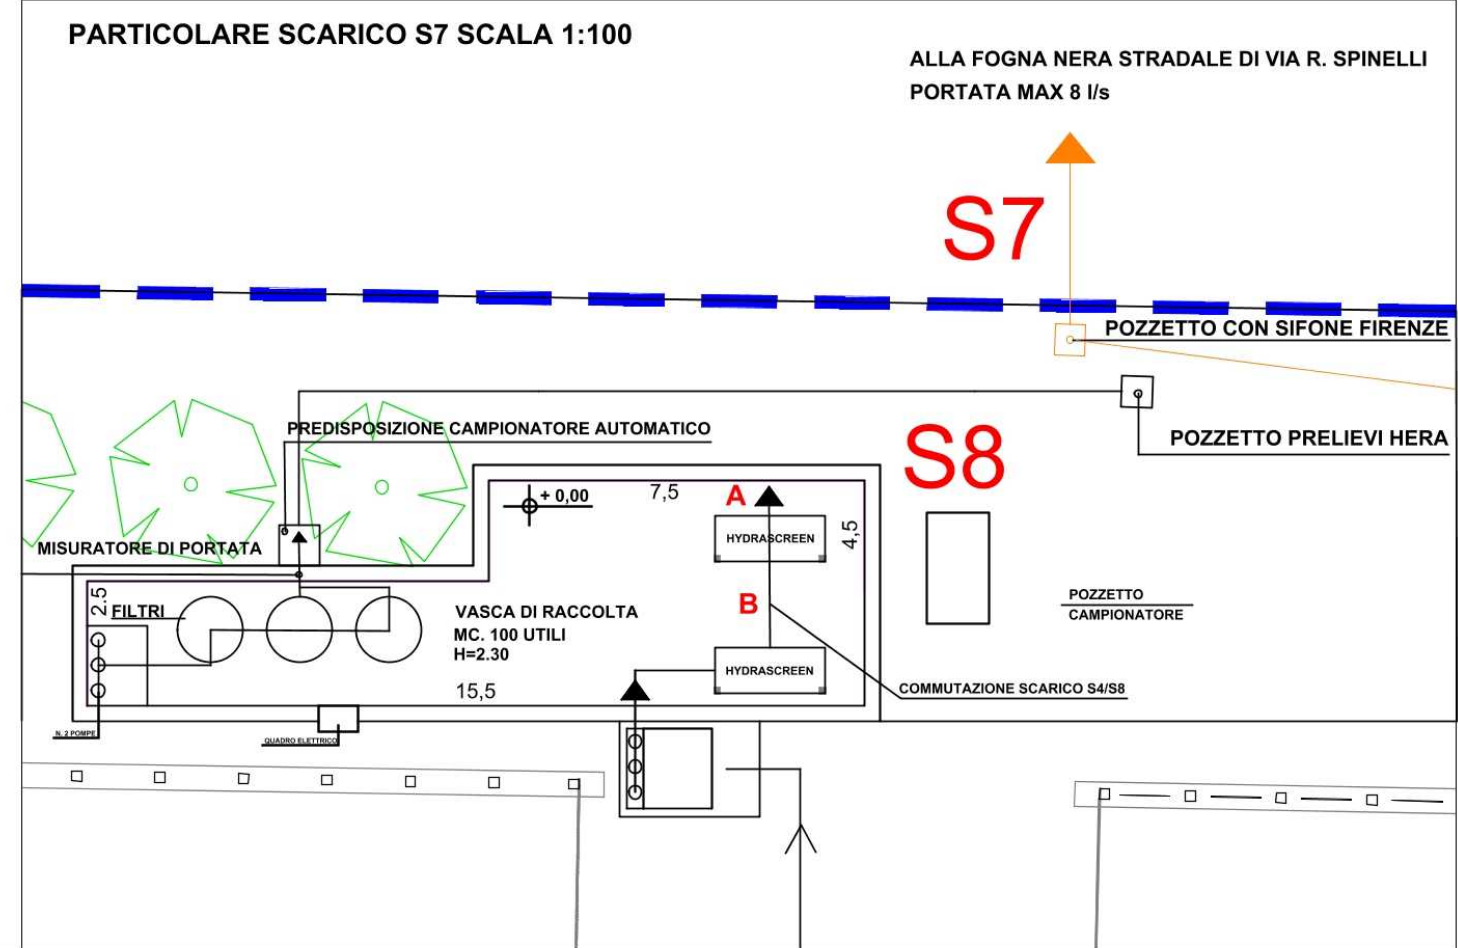 PARTICOLARE SCARICO S7 SCALA 1:100
ALLA FOGNA NERA STRADALE DI VIA R. SPINELLI
PORTATA MAX 8 l/s
S7
POZZETTO CON SIFONE FIRENZE
PREDISPOSIZIONE CAMPIONATORE AUTOMATICO
POZZETTO PRELIEVI HERA
S8
+ 0,00
7,5
A
HYDRASCREEN
4,5
MISURATORE DI PORTATA
2.5
FILTRI
VASCA DI RACCOLTA
MC. 100 UTILI
H=2.30
B
POZZETTO
CAMPIONATORE
HYDRASCREEN
15,5
COMMUTAZIONE SCARICO S4/S8
N. 2 POMPE
QUADRO ELETTRICO